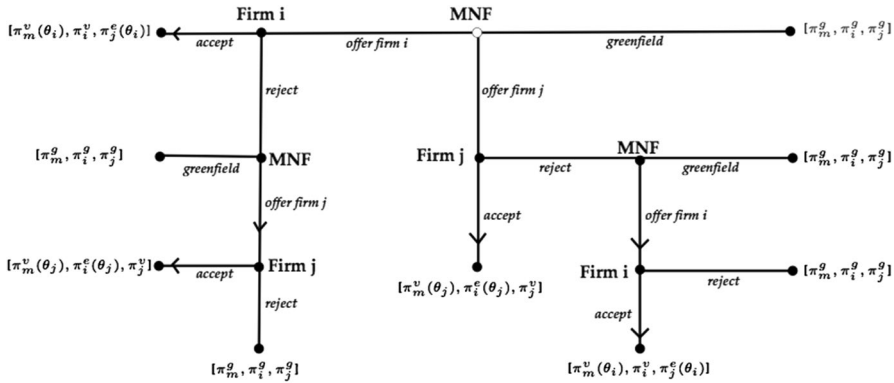 Firm i
MNF
[π_m^v(θ_i), π_i^v, π_j^e(θ_i)]
accept
offer firm i
greenfield
[π_m^g, π_i^g, π_j^g]
reject
offer firm j
[π_m^g, π_i^g, π_j^g]
greenfield
MNF
Firm j
reject
MNF
greenfield
[π_m^g, π_i^g, π_j^g]
offer firm j
accept
offer firm i
[π_m^v(θ_j), π_i^e(θ_j), π_j^v]
accept
Firm j
[π_m^v(θ_j), π_i^e(θ_j), π_j^v]
Firm i
reject
[π_m^g, π_i^g, π_j^g]
reject
accept
[π_m^g, π_i^g, π_j^g]
[π_m^v(θ_i), π_i^v, π_j^e(θ_i)]